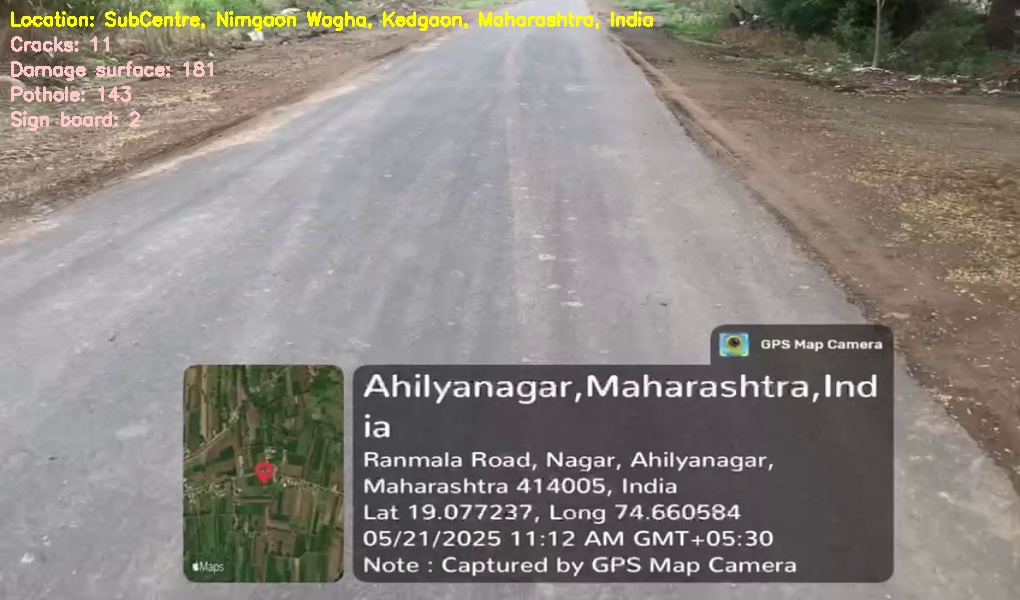 Location: SubCentre, Nimgaon Wagha, Kedgaon, Maharashtra, India
Cracks: 11
Damage surface: 181
Pothole: 143
Sign board: 2
GPS Map Camera
Ahilyanagar,Maharashtra,Ind
ia
Ranmala Road, Nagar, Ahilyanagar,
Maharashtra 414005, India
Lat 19.077237, Long 74.660584
05/21/2025 11:12 AM GMT+05:30
Note : Captured by GPS Map Camera
Maps